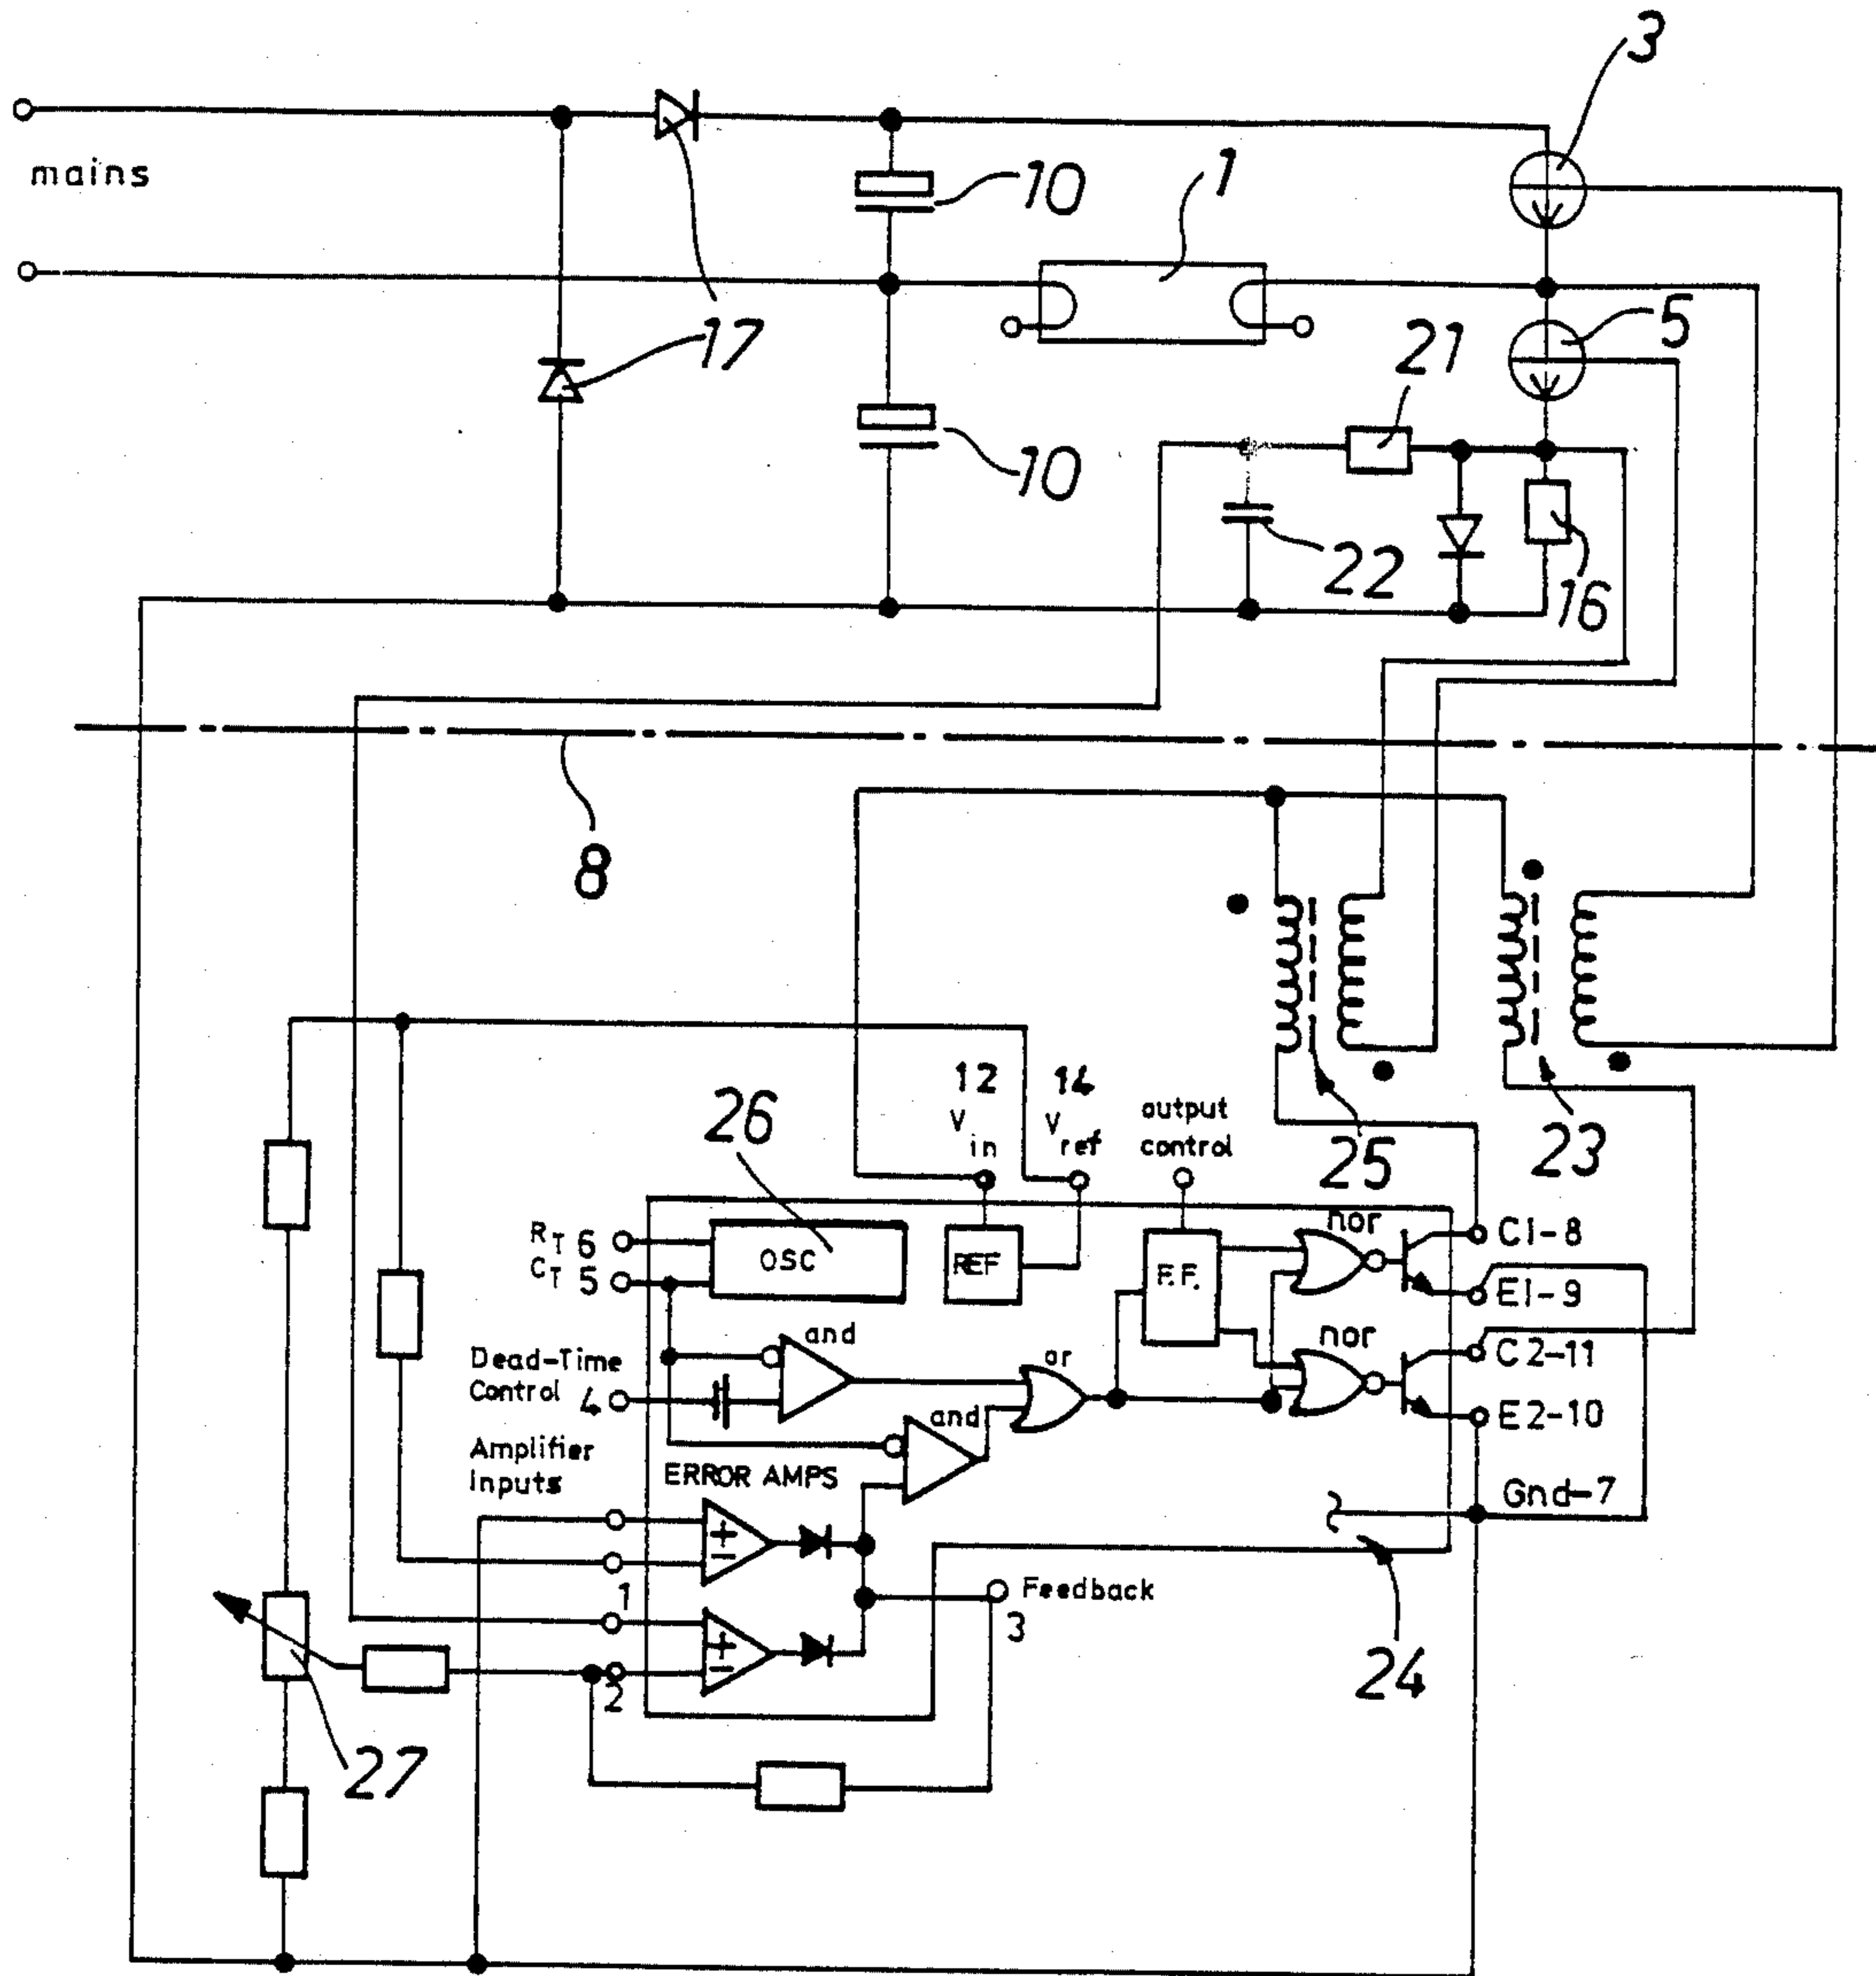 3
mains
10
1
17
5
21
10
22
16
8
12
14
V in
V ref
output
control
26
25
23
R T 6
C T 5
OSC
REF
F.F.
nor
C1-8
E1-9
and
nor
Dead-Time
Control 4
or
C2-11
and
E2-10
Amplifier
Inputs
ERROR AMPS
Gnd-7
+
−
1
Feedback
3
+
−
2
24
27